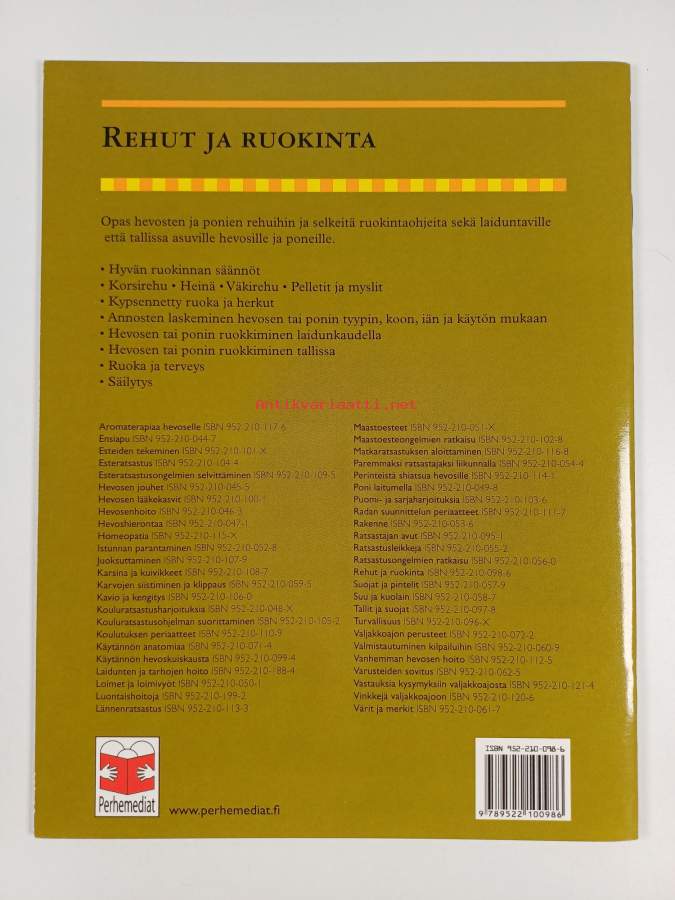 REHUT JA RUOKINTA
Opas hevosten ja ponien rehuihin ja selkeitä ruokintaohjeita sekä laiduntaville
että tallissa asuville hevosille ja poneille.
• Hyvän ruokinnan säännöt
• Korsirehu • Heinä • Väkirehu • Pelletit ja myslit
• Kypsennetty ruoka ja herkut
• Annosten laskeminen hevosen tai ponin tyypin, koon, iän ja käytön mukaan
• Hevosen tai ponin ruokkiminen laidunkaudella
• Hevosen tai ponin ruokkiminen tallissa
• Ruoka ja terveys
• Säilytys
Antikvariaatti.net
Aromaterapiaa hevoselle ISBN 952-210-117-6
Ensiapu ISBN 952-210-044-7
Esteiden tekeminen ISBN 952-210-101-X
Esteratsastus ISBN 952-210-104-4
Esteratsastusongelmien selvittäminen ISBN 952-210-109-5
Hevosen jouhet ISBN 952-210-045-5
Hevosen lääkekasvit ISBN 952-210-100-1
Hevosenhoito ISBN 952-210-046-3
Hevoshierontaa ISBN 952-210-047-1
Homeopatia ISBN 952-210-115-X
Istunnan parantaminen ISBN 952-210-052-8
Juoksuttaminen ISBN 952-210-107-9
Karsina ja kuivikkeet ISBN 952-210-108-7
Karvojen siistiminen ja klippaus ISBN 952-210-059-5
Kavio ja kengitys ISBN 952-210-106-0
Kouluratsastusharjoituksia ISBN 952-210-048-X
Kouluratsastusohjelman suorittaminen ISBN 952-210-105-2
Koulutuksen periaatteet ISBN 952-210-110-9
Käytännön anatomiaa ISBN 952-210-071-4
Käytännön hevoskuiskausta ISBN 952-210-099-4
Laidunten ja tarhojen hoito ISBN 952-210-188-4
Loimet ja loimivyöt ISBN 952-210-050-1
Luontaishoitoja ISBN 952-210-199-2
Lännenratsastus ISBN 952-210-113-3
Maastoesteet ISBN 952-210-051-X
Maastoesteongelmien ratkaisu ISBN 952-210-102-8
Matkaratsastuksen aloittaminen ISBN 952-210-116-8
Paremmaksi ratsastajaksi liikunnalla ISBN 952-210-054-4
Perinteistä shiatsua hevosille ISBN 952-210-114-1
Poni laitumella ISBN 952-210-049-8
Puomi- ja sarjaharjoituksia ISBN 952-210-103-6
Radan suunnittelun periaatteet ISBN 952-210-111-7
Rakenne ISBN 952-210-053-6
Ratsastajan avut ISBN 952-210-095-1
Ratsastusleikkejä ISBN 952-210-055-2
Ratsastusongelmien ratkaisu ISBN 952-210-056-0
Rehut ja ruokinta ISBN 952-210-098-6
Suojat ja pintelit ISBN 952-210-057-9
Suu ja kuolain ISBN 952-210-058-7
Tallit ja suojat ISBN 952-210-097-8
Turvallisuus ISBN 952-210-096-X
Valjakkoajon perusteet ISBN 952-210-072-2
Valmistautuminen kilpailuihin ISBN 952-210-060-9
Vanhemman hevosen hoito ISBN 952-210-112-5
Varusteiden sovitus ISBN 952-210-062-5
Vastauksia kysymyksiin valjakkoajosta ISBN 952-210-121-4
Vinkkejä valjakkoajoon ISBN 952-210-120-6
Värit ja merkit ISBN 952-210-061-7
Perhemediat
www.perhemediat.fi
ISBN 952-210-098-6
9 789522 100986